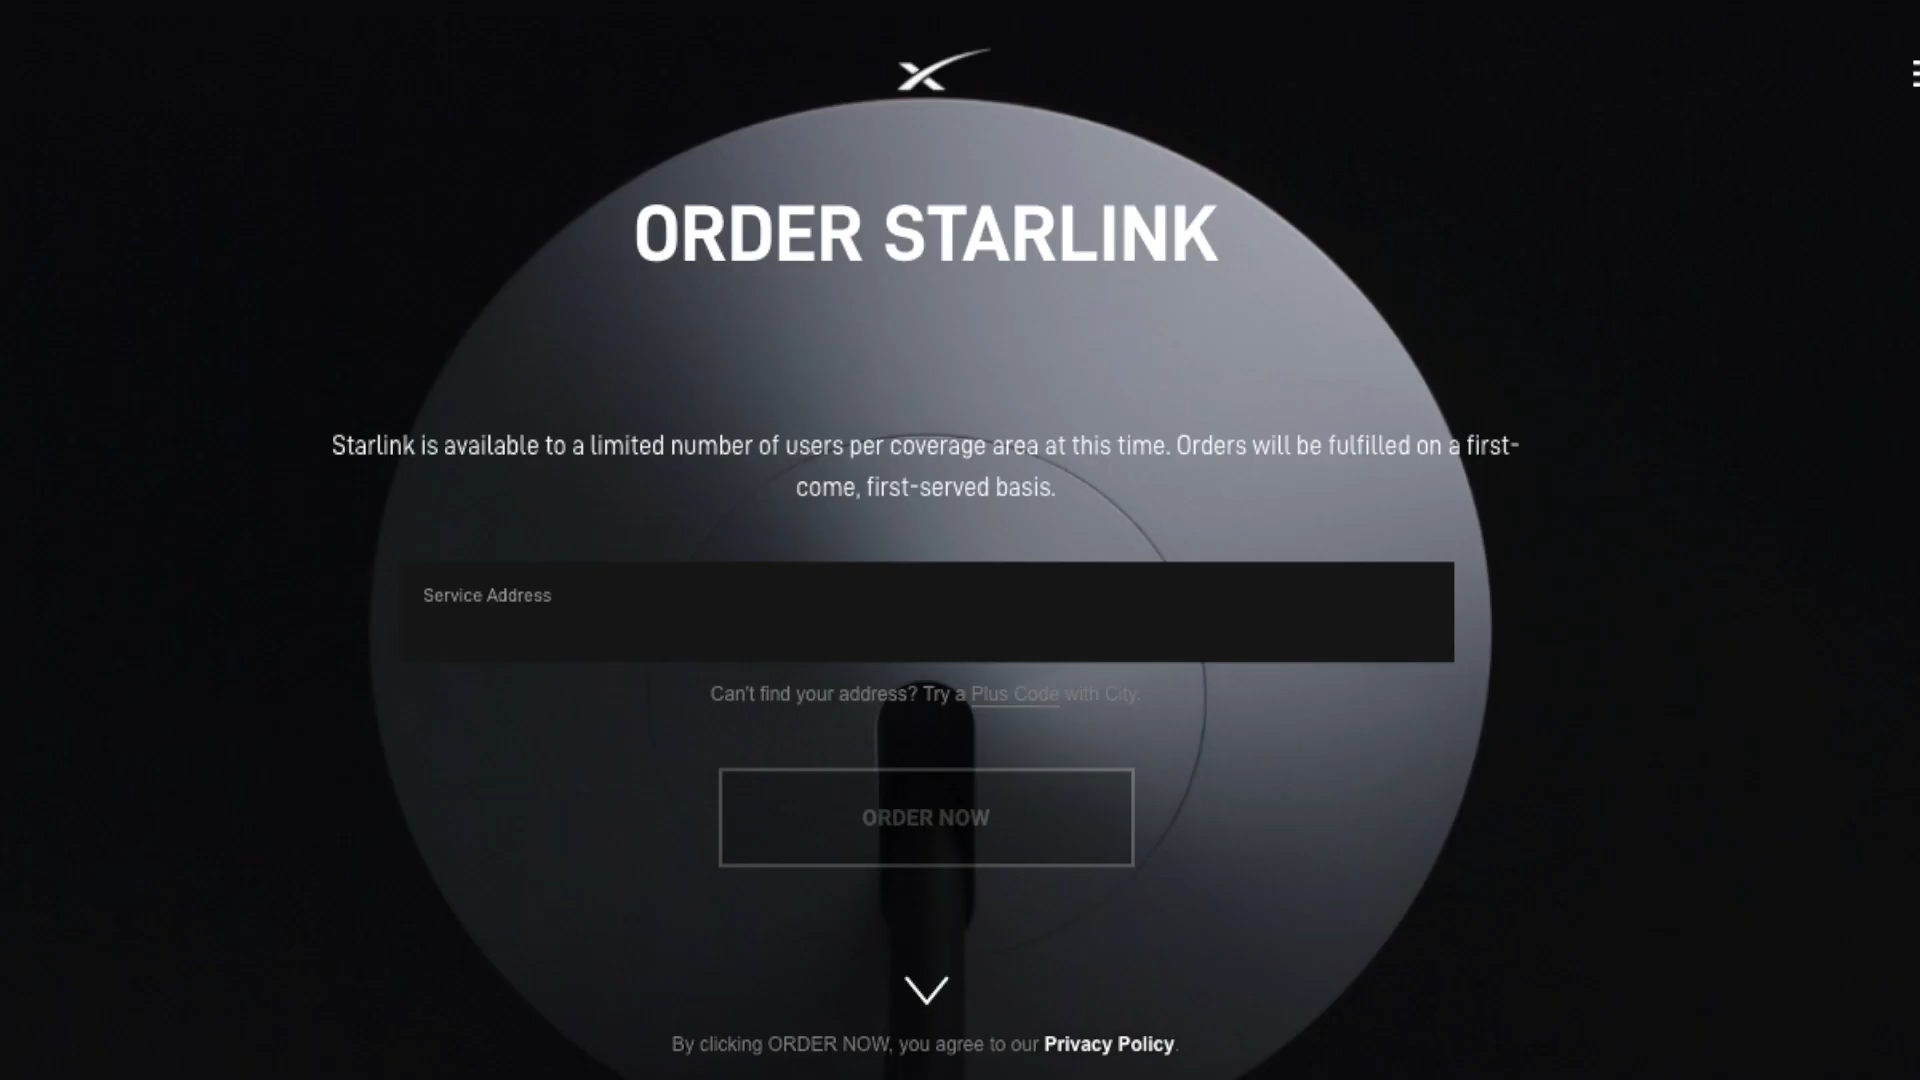 ORDER STARLINK
Starlink is available to a limited number of users per coverage area at this time. Orders will be fulfilled on a first-
come, first-served basis.
Service Address
Can't find your address? Try a Plus Code with City.
ORDER NOW
By clicking ORDER NOW, you agree to our Privacy Policy.